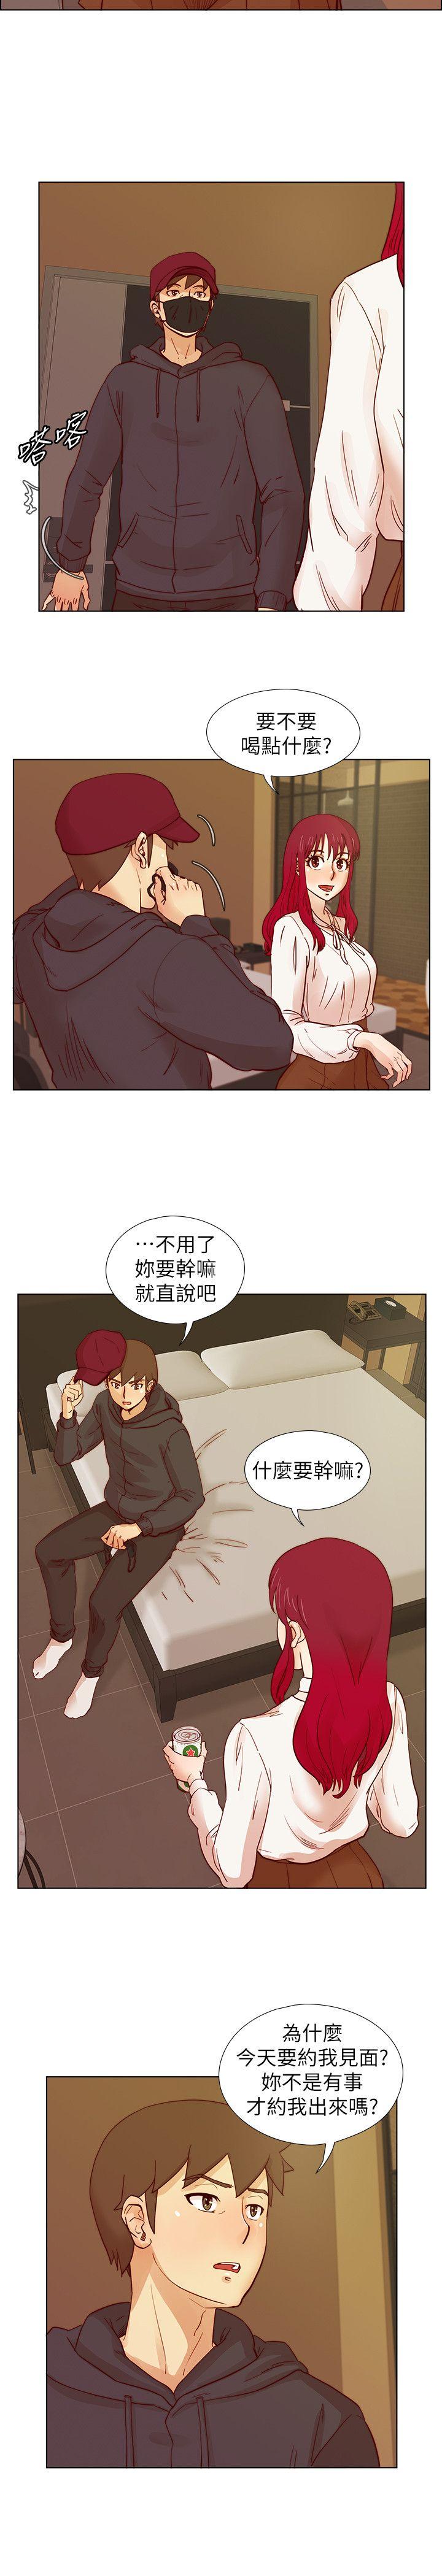 喀
嗒
要不要
喝點什麼?
…不用了
妳要幹嘛
就直說吧
什麼要幹嘛?
為什麼
今天要約我見面?
妳不是有事
才約我出來嗎?